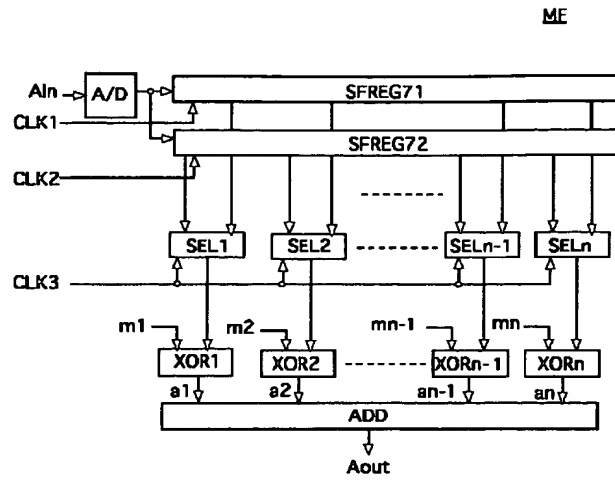 MF
AIn
A/D
SFREG71
CLK1
SFREG72
CLK2
SEL1 SEL2 SELn-1 SELn
CLK3
m1 m2 mn-1 mn
XOR1 XOR2 XORn-1 XORn
a1 a2 an-1 an
ADD
Aout